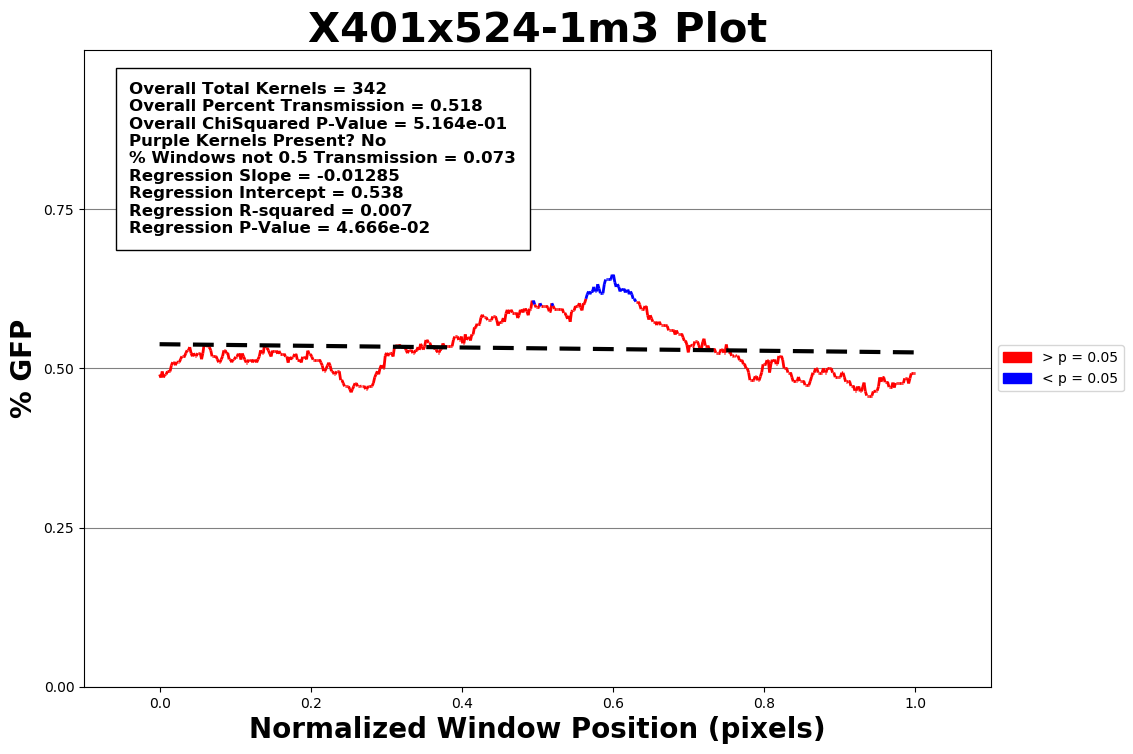 X401x524-1m3 Plot
Overall Total Kernels = 342
Overall Percent Transmission = 0.518
Overall ChiSquared P-Value = 5.164e-01
Purple Kernels Present? No
% Windows not 0.5 Transmission = 0.073
Regression Slope = -0.01285
Regression Intercept = 0.538
Regression R-squared = 0.007
Regression P-Value = 4.666e-02
% GFP
0.75
0.50
0.25
0.00
> p = 0.05
< p = 0.05
0.0 0.2 0.4 0.6 0.8 1.0
Normalized Window Position (pixels)